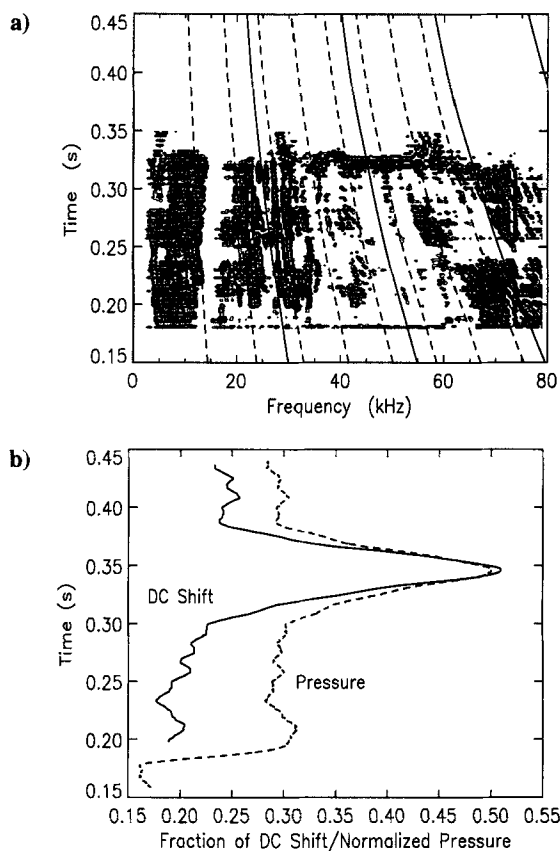 a)
0.45
0.40
0.35
0.30
0.25
0.20
0.15
Time (s)
0
20
40
60
80
Frequency (kHz)
b)
0.45
0.40
0.35
0.30
0.25
0.20
0.15
Time (s)
DC Shift
Pressure
0.15 0.20 0.25 0.30 0.35 0.40 0.45 0.50 0.55
Fraction of DC Shift/Normalized Pressure